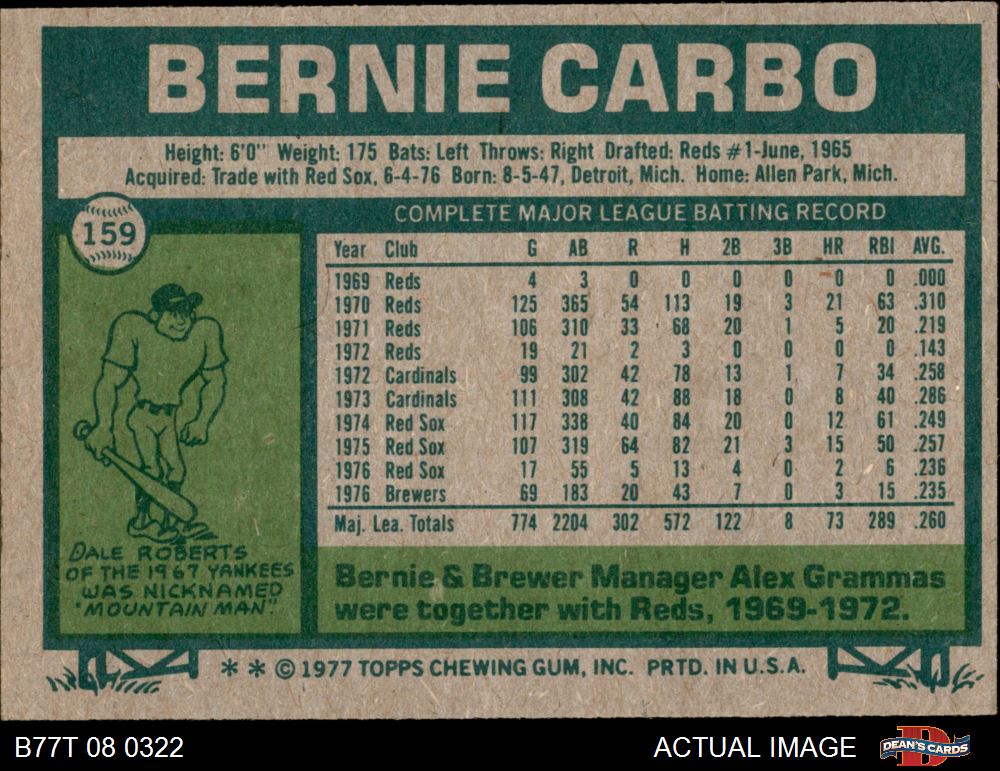 BERNIE CARBO
Height: 6'0" Weight: 175 Bats: Left Throws: Right Drafted: Reds #1-June, 1965
Acquired: Trade with Red Sox, 6-4-76 Born: 8-5-47, Detroit, Mich. Home: Allen Park, Mich.
159
COMPLETE MAJOR LEAGUE BATTING RECORD
Year Club G AB R H 2B 3B HR RBI AVG.
1969 Reds 4 3 0 0 0 0 0 0 .000
1970 Reds 125 365 54 113 19 3 21 63 .310
1971 Reds 106 310 33 68 20 1 5 20 .219
1972 Reds 19 21 2 3 0 0 0 0 .143
1972 Cardinals 99 302 42 78 13 1 7 34 .258
1973 Cardinals 111 308 42 88 18 0 8 40 .286
1974 Red Sox 117 338 40 84 20 0 12 61 .249
1975 Red Sox 107 319 64 82 21 3 15 50 .257
1976 Red Sox 17 55 5 13 4 0 2 6 .236
1976 Brewers 69 183 20 43 7 0 3 15 .235
Maj. Lea. Totals 774 2204 302 572 122 8 73 289 .260
DALE ROBERTS
OF THE 1967 YANKEES
WAS NICKNAMED
"MOUNTAIN MAN"
Bernie & Brewer Manager Alex Grammas
were together with Reds, 1969-1972.
* * © 1977 TOPPS CHEWING GUM, INC. PRTD. IN U.S.A.
B77T 08 0322
ACTUAL IMAGE
DEAN'S CARDS